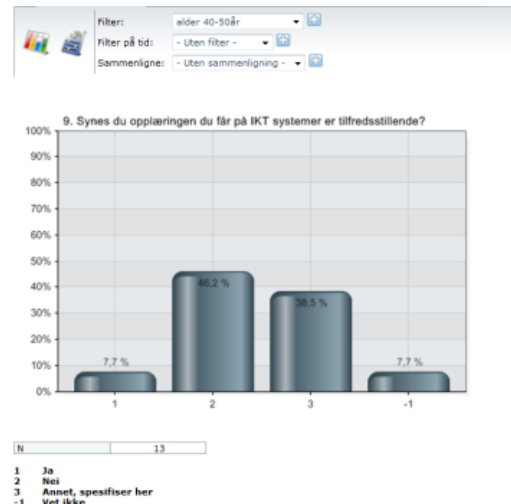 Filter: alder 40-50år
Filter på tid: - Uten filter -
Sammenligne: - Uten sammenligning -
9. Synes du opplæringen du får på IKT systemer er tilfredsstillende?
100%
90%
80%
70%
60%
50%
40%
30%
20%
10%
0%
7,7 % 46,2 % 38,5 % 7,7 %
1 2 3 -1
N 13
1 Ja
2 Nei
3 Annet, spesifiser her
-1 Vet ikke